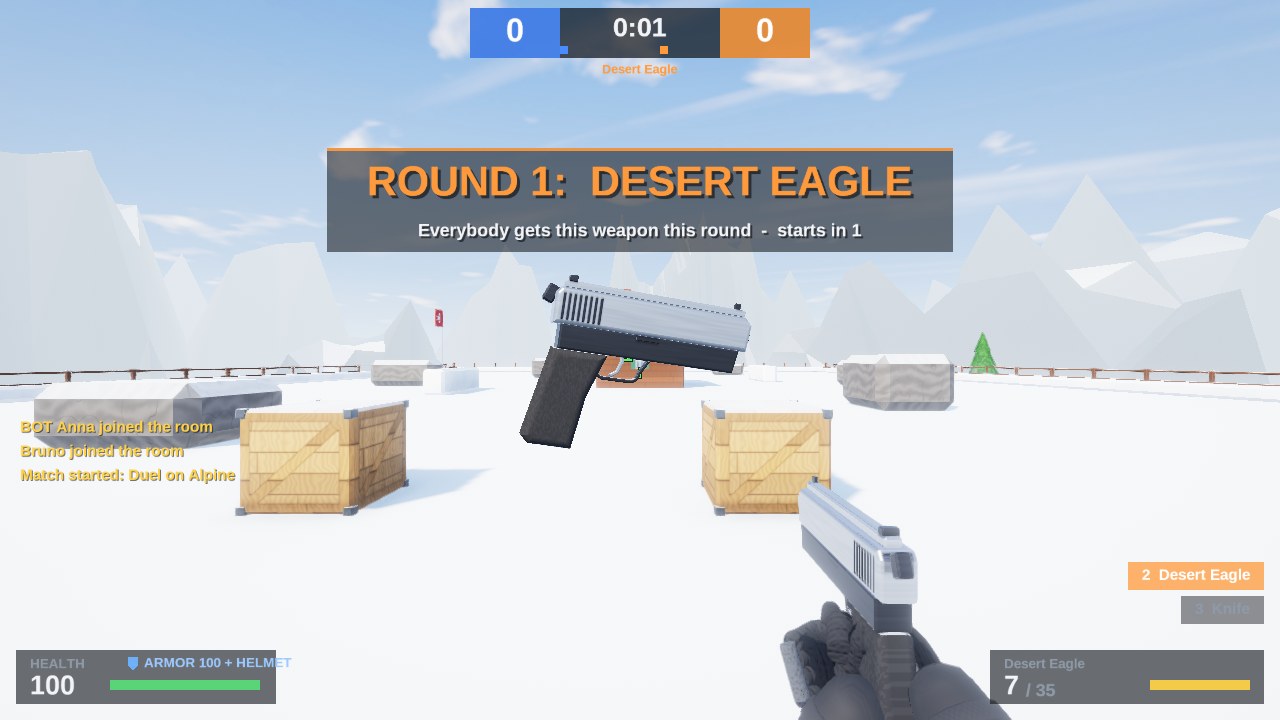 0 0:01 0
Desert Eagle
ROUND 1: DESERT EAGLE
Everybody gets this weapon this round - starts in 1
BOT Anna joined the room
Bruno joined the room
Match started: Duel on Alpine
2 Desert Eagle
3 Knife
HEALTH ARMOR 100 + HELMET
100
Desert Eagle
7 / 35